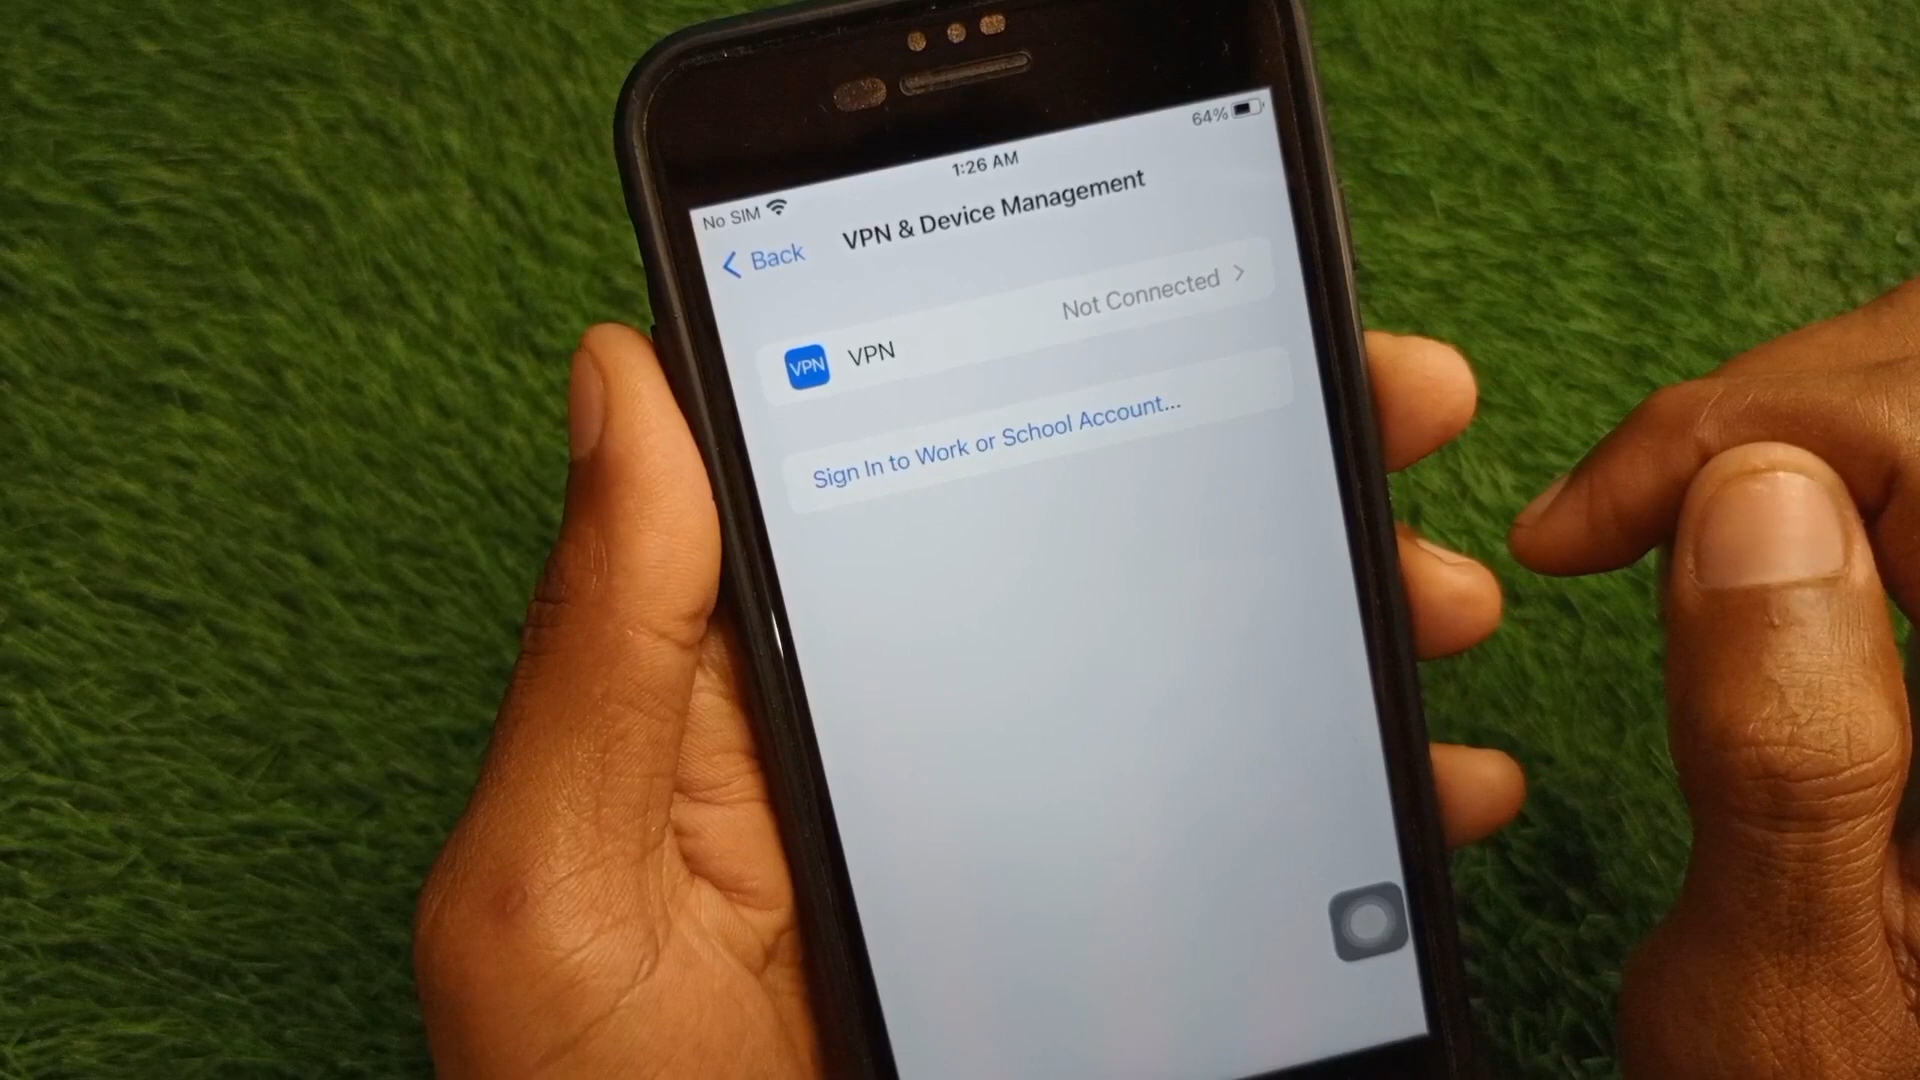 No SIM 1:26 AM 64%
Back VPN & Device Management
VPN VPN Not Connected
Sign In to Work or School Account...